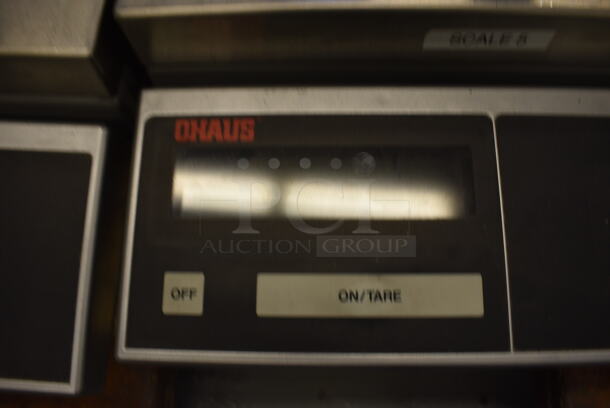 SCALE 5
OHAUS
PCI
AUCTION GROUP
OFF
ON/TARE